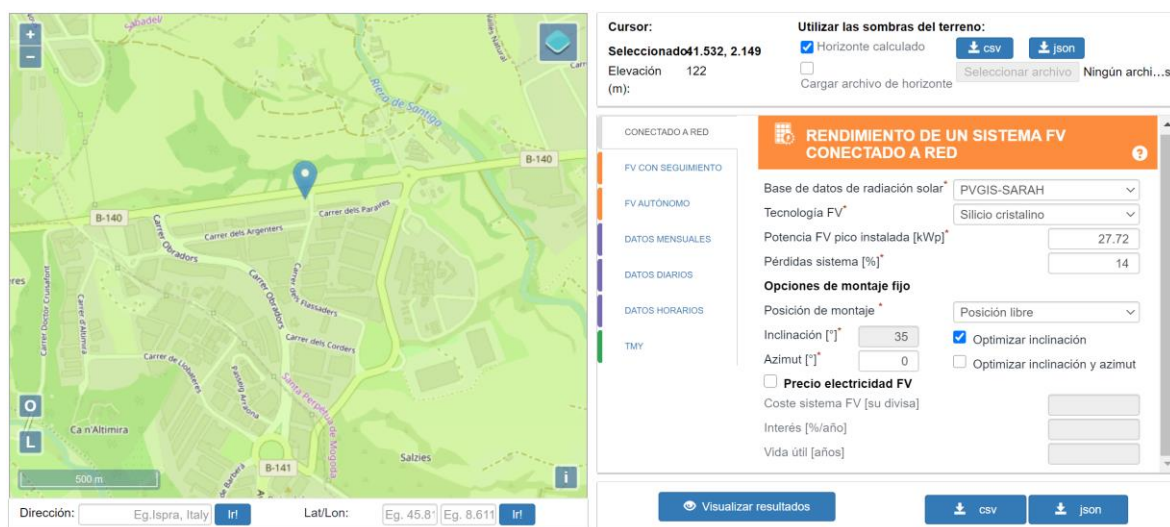 +
−
Sabadell
Valles Natural
Carr
Riera de Santiga
B-140
B-140
Carrer dels Paraires
Carrer dels Argenters
Carrer Obradors
Carrer dels Flassaders
Carrer Obradors
Carrer dels Corders
Carrer Doctor Crusafont
Carrer d'Altimira
Carrer de Llobateres
Passeig Arraona
Santa Perpètua de Mogoda
Ca n'Altimira
Salzies
B-141
de Barberà
O
L
500 m
i
Dirección:
Eg.Ispra, Italy
Ir!
Lat/Lon:
Eg. 45.81
Eg. 8.611
Ir!
Cursor:
Utilizar las sombras del terreno:
Seleccionado:41.532, 2.149
Horizonte calculado
csv
json
Elevación 122
(m):
Seleccionar archivo Ningún archi…s
Cargar archivo de horizonte
CONECTADO A RED
FV CON SEGUIMIENTO
FV AUTÓNOMO
DATOS MENSUALES
DATOS DIARIOS
DATOS HORARIOS
TMY
RENDIMIENTO DE UN SISTEMA FV
CONECTADO A RED
?
Base de datos de radiación solar* PVGIS-SARAH
Tecnología FV* Silicio cristalino
Potencia FV pico instalada [kWp]* 27.72
Pérdidas sistema [%]* 14
Opciones de montaje fijo
Posición de montaje * Posición libre
Inclinación [°]* 35 Optimizar inclinación
Azimut [°]* 0 Optimizar inclinación y azimut
Precio electricidad FV
Coste sistema FV [su divisa]
Interés [%/año]
Vida útil [años]
Visualizar resultados
csv
json